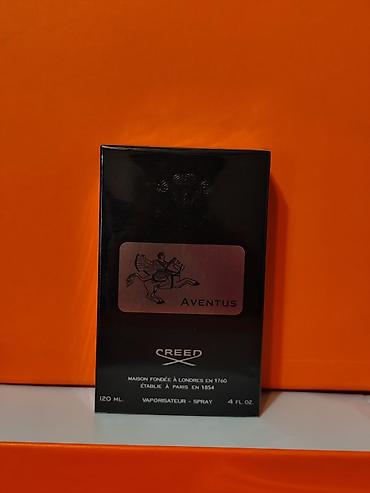 AVENTUS
CREED
MAISON FONDÉE À LONDRES EN 1760
ÉTABLIE À PARIS EN 1854
120 ML. VAPORISATEUR - SPRAY 4 FL. OZ.